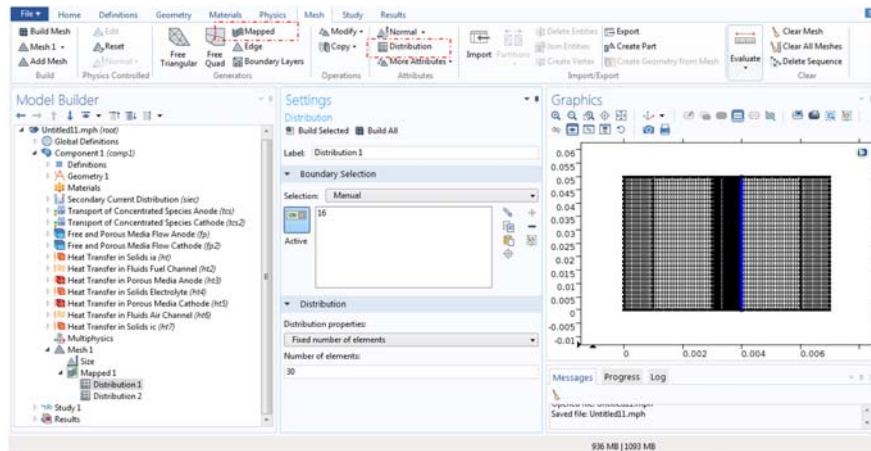 File Home Definitions Geometry Materials Physics Mesh Study Results
Build Mesh
Mesh 1
Add Mesh
Build
Edit
Reset
Normal
Physics Controlled
Free Triangular
Free Quad
Mapped
Edge
Boundary Layers
Generators
Modify
Copy
Operations
Normal
Distribution
More Attributes
Attributes
Import
Partitions
Delete Entities
Join Entities
Create Vertex
Export
Create Part
Create Geometry from Mesh
Import/Export
Evaluate
Clear Mesh
Clear All Meshes
Delete Sequence
Clear
Model Builder
Untitled11.mph (root)
Global Definitions
Component 1 (comp1)
Definitions
Geometry 1
Materials
Secondary Current Distribution (siec)
Transport of Concentrated Species Anode (tcs)
Transport of Concentrated Species Cathode (tcs2)
Free and Porous Media Flow Anode (fp)
Free and Porous Media Flow Cathode (fp2)
Heat Transfer in Solids ia (ht)
Heat Transfer in Fluids Fuel Channel (ht2)
Heat Transfer in Porous Media Anode (ht3)
Heat Transfer in Solids Electrolyte (ht4)
Heat Transfer in Porous Media Cathode (ht5)
Heat Transfer in Fluids Air Channel (ht6)
Heat Transfer in Solids ic (ht7)
Multiphysics
Mesh 1
Size
Mapped 1
Distribution 1
Distribution 2
Study 1
Results
Settings
Distribution
Build Selected Build All
Label: Distribution 1
Boundary Selection
Selection: Manual
16
Active
Distribution
Distribution properties:
Fixed number of elements
Number of elements:
30
Graphics
0.06
0.055
0.05
0.045
0.04
0.035
0.03
0.025
0.02
0.015
0.01
0.005
0
-0.005
-0.01
0 0.002 0.004 0.006
Messages Progress Log
Opened file: Untitled11.mph
Saved file: Untitled11.mph
936 MB | 1093 MB